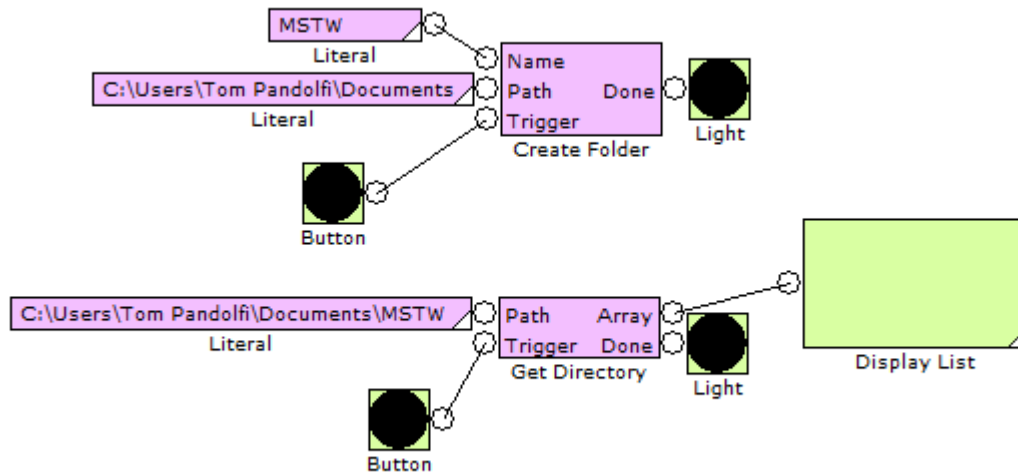 MSTW
Literal
C:\Users\Tom Pandolfi\Documents
Literal
Name
Path Done
Trigger
Create Folder
Light
Button
C:\Users\Tom Pandolfi\Documents\MSTW
Literal
Path Array
Trigger Done
Get Directory
Light
Display List
Button